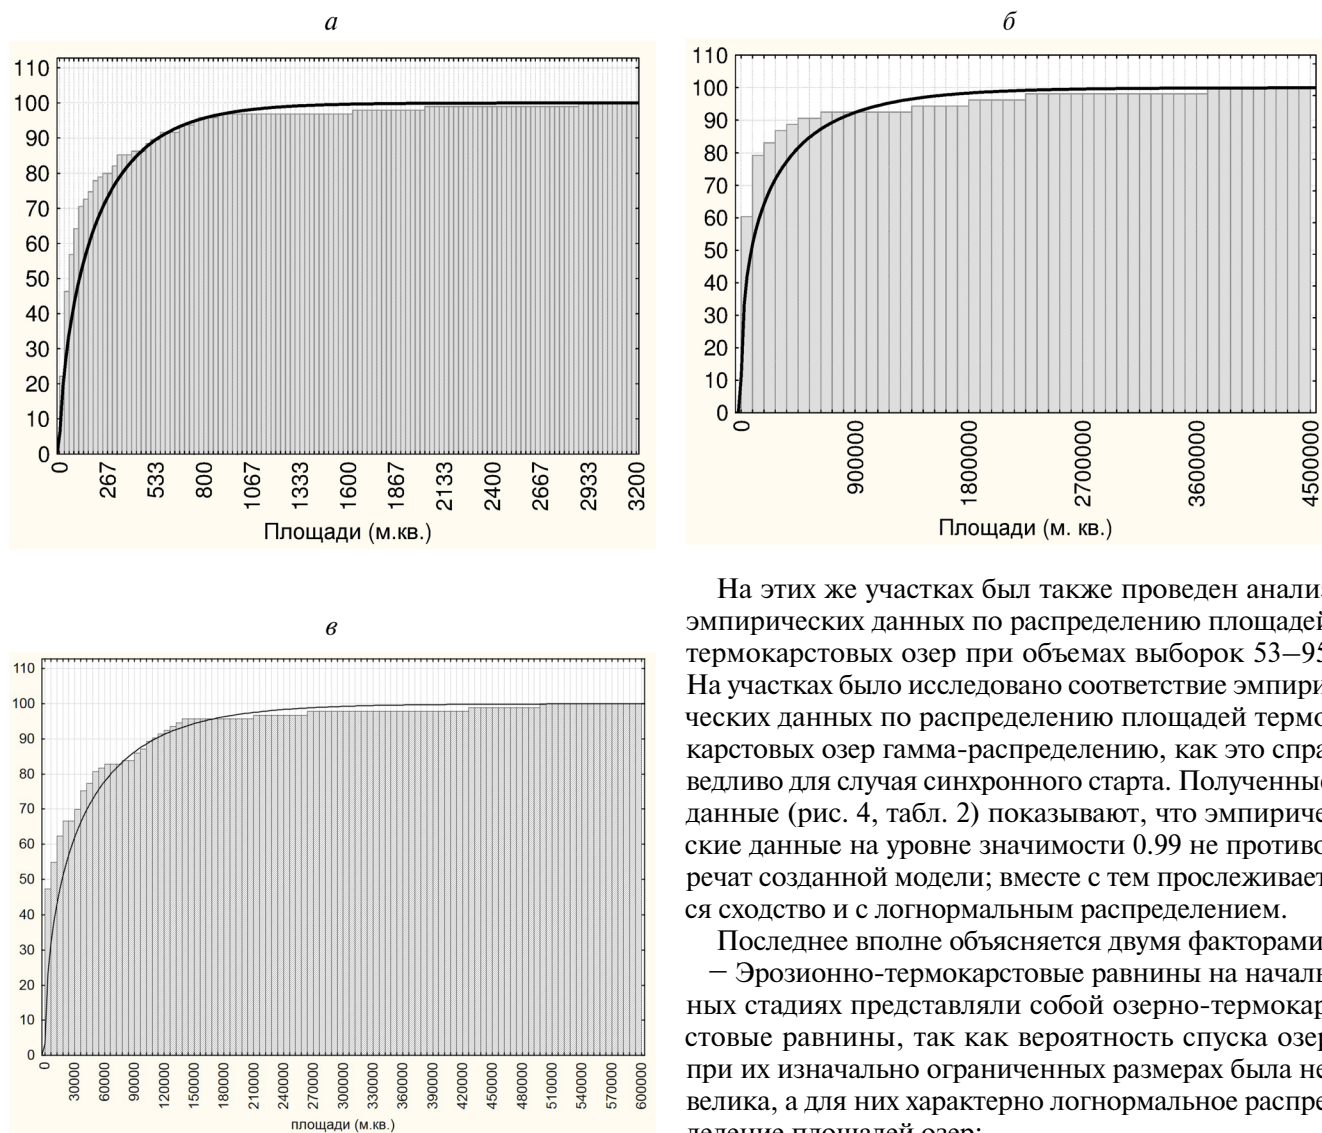 а
110
100
90
80
70
60
50
40
30
20
10
0
0 267 533 800 1067 1333 1600 1867 2133 2400 2667 2933 3200
Площади (м.кв.)
б
110
100
90
80
70
60
50
40
30
20
10
0
0 900000 1800000 2700000 3600000 4500000
Площади (м. кв.)
в
110
100
90
80
70
60
50
40
30
20
10
0
0 30000 60000 90000 120000 150000 180000 210000 240000 270000 300000 330000 360000 390000 420000 450000 480000 510000 540000 570000 600000
площади (м.кв.)
На этих же участках был также проведен анализ
эмпирических данных по распределению площадей
термокарстовых озер при объемах выборок 53–95
На участках было исследовано соответствие эмпири
ческих данных по распределению площадей термо
карстовых озер гамма-распределению, как это спра
ведливо для случая синхронного старта. Полученные
данные (рис. 4, табл. 2) показывают, что эмпириче
ские данные на уровне значимости 0.99 не противо
речат созданной модели; вместе с тем прослеживает
ся сходство и с логнормальным распределением.
Последнее вполне объясняется двумя факторами
– Эрозионно-термокарстовые равнины на началь
ных стадиях представляли собой озерно-термокар
стовые равнины, так как вероятность спуска озер
при их изначально ограниченных размерах была не
велика, а для них характерно логнормальное распре
деление площадей озер;